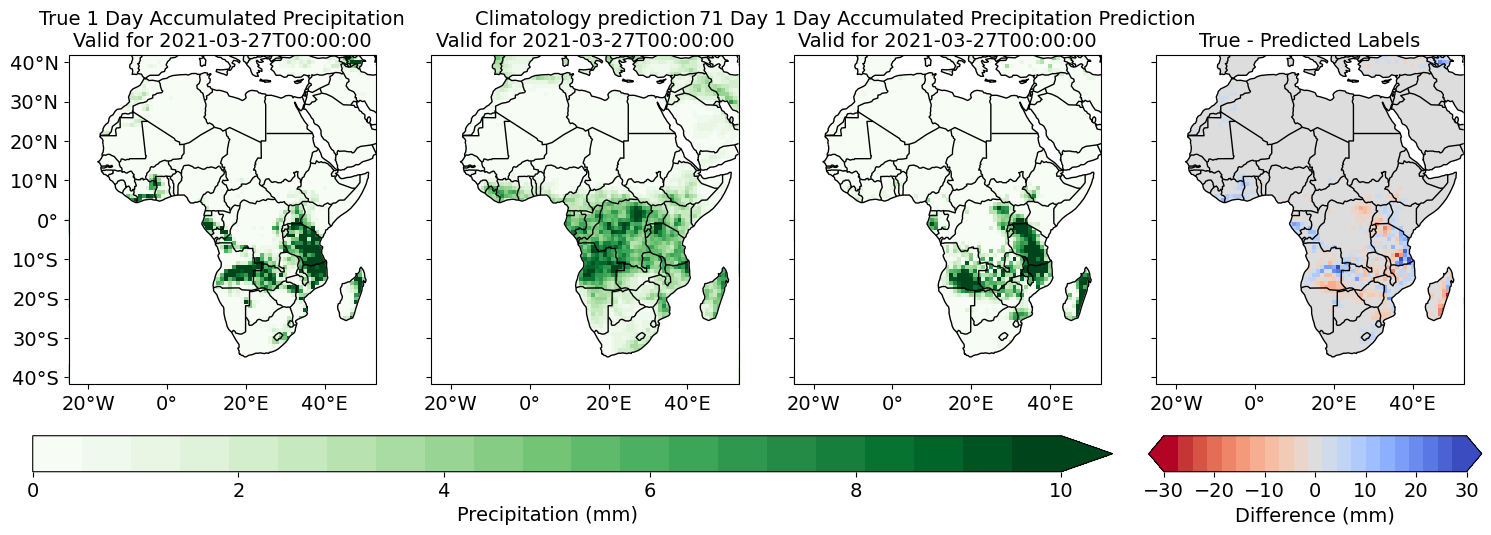 True 1 Day Accumulated Precipitation
Valid for 2021-03-27T00:00:00
Climatology prediction
Valid for 2021-03-27T00:00:00
71 Day 1 Day Accumulated Precipitation Prediction
Valid for 2021-03-27T00:00:00
True - Predicted Labels
40°N
30°N
20°N
10°N
0°
10°S
20°S
30°S
40°S
20°W 0° 20°E 40°E
20°W 0° 20°E 40°E
20°W 0° 20°E 40°E
20°W 0° 20°E 40°E
0 2 4 6 8 10
Precipitation (mm)
−30 −20 −10 0 10 20 30
Difference (mm)